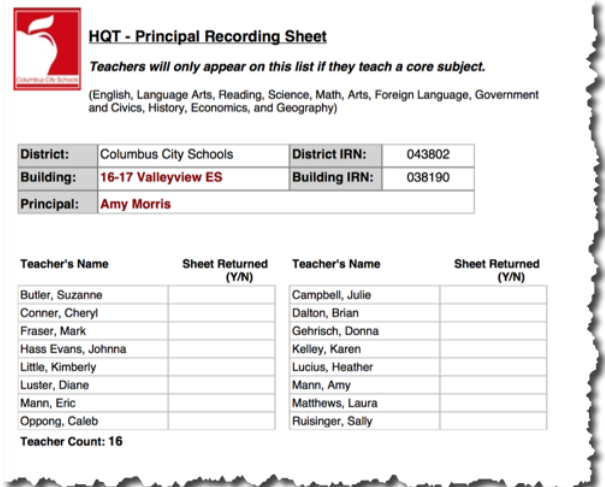 Columbus City Schools
HQT - Principal Recording Sheet
Teachers will only appear on this list if they teach a core subject.
(English, Language Arts, Reading, Science, Math, Arts, Foreign Language, Government
and Civics, History, Economics, and Geography)
District: Columbus City Schools District IRN: 043802
Building: 16-17 Valleyview ES Building IRN: 038190
Principal: Amy Morris
Teacher's Name Sheet Returned Teacher's Name Sheet Returned
(Y/N) (Y/N)
Butler, Suzanne Campbell, Julie
Conner, Cheryl Dalton, Brian
Fraser, Mark Gehrisch, Donna
Hass Evans, Johnna Kelley, Karen
Little, Kimberly Lucius, Heather
Luster, Diane Mann, Amy
Mann, Eric Matthews, Laura
Oppong, Caleb Ruisinger, Sally
Teacher Count: 16